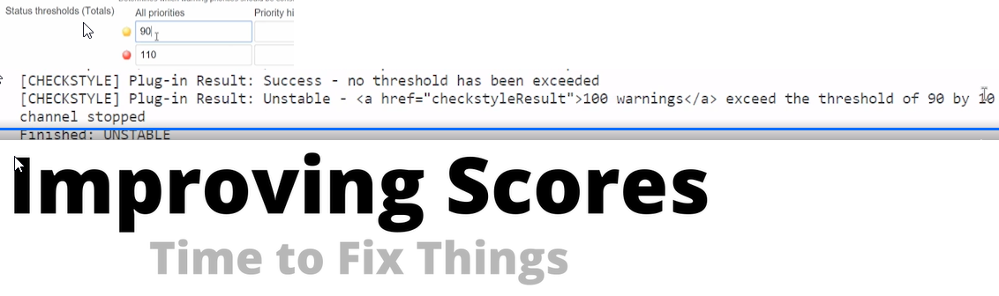 Status thresholds (Totals)
All priorities
Priority hi
90
110
[CHECKSTYLE] Plug-in Result: Success - no threshold has been exceeded
[CHECKSTYLE] Plug-in Result: Unstable - <a href="checkstyleResult">100 warnings</a> exceed the threshold of 90 by 10
channel stopped
Finished: UNSTABLE
Improving Scores
Time to Fix Things